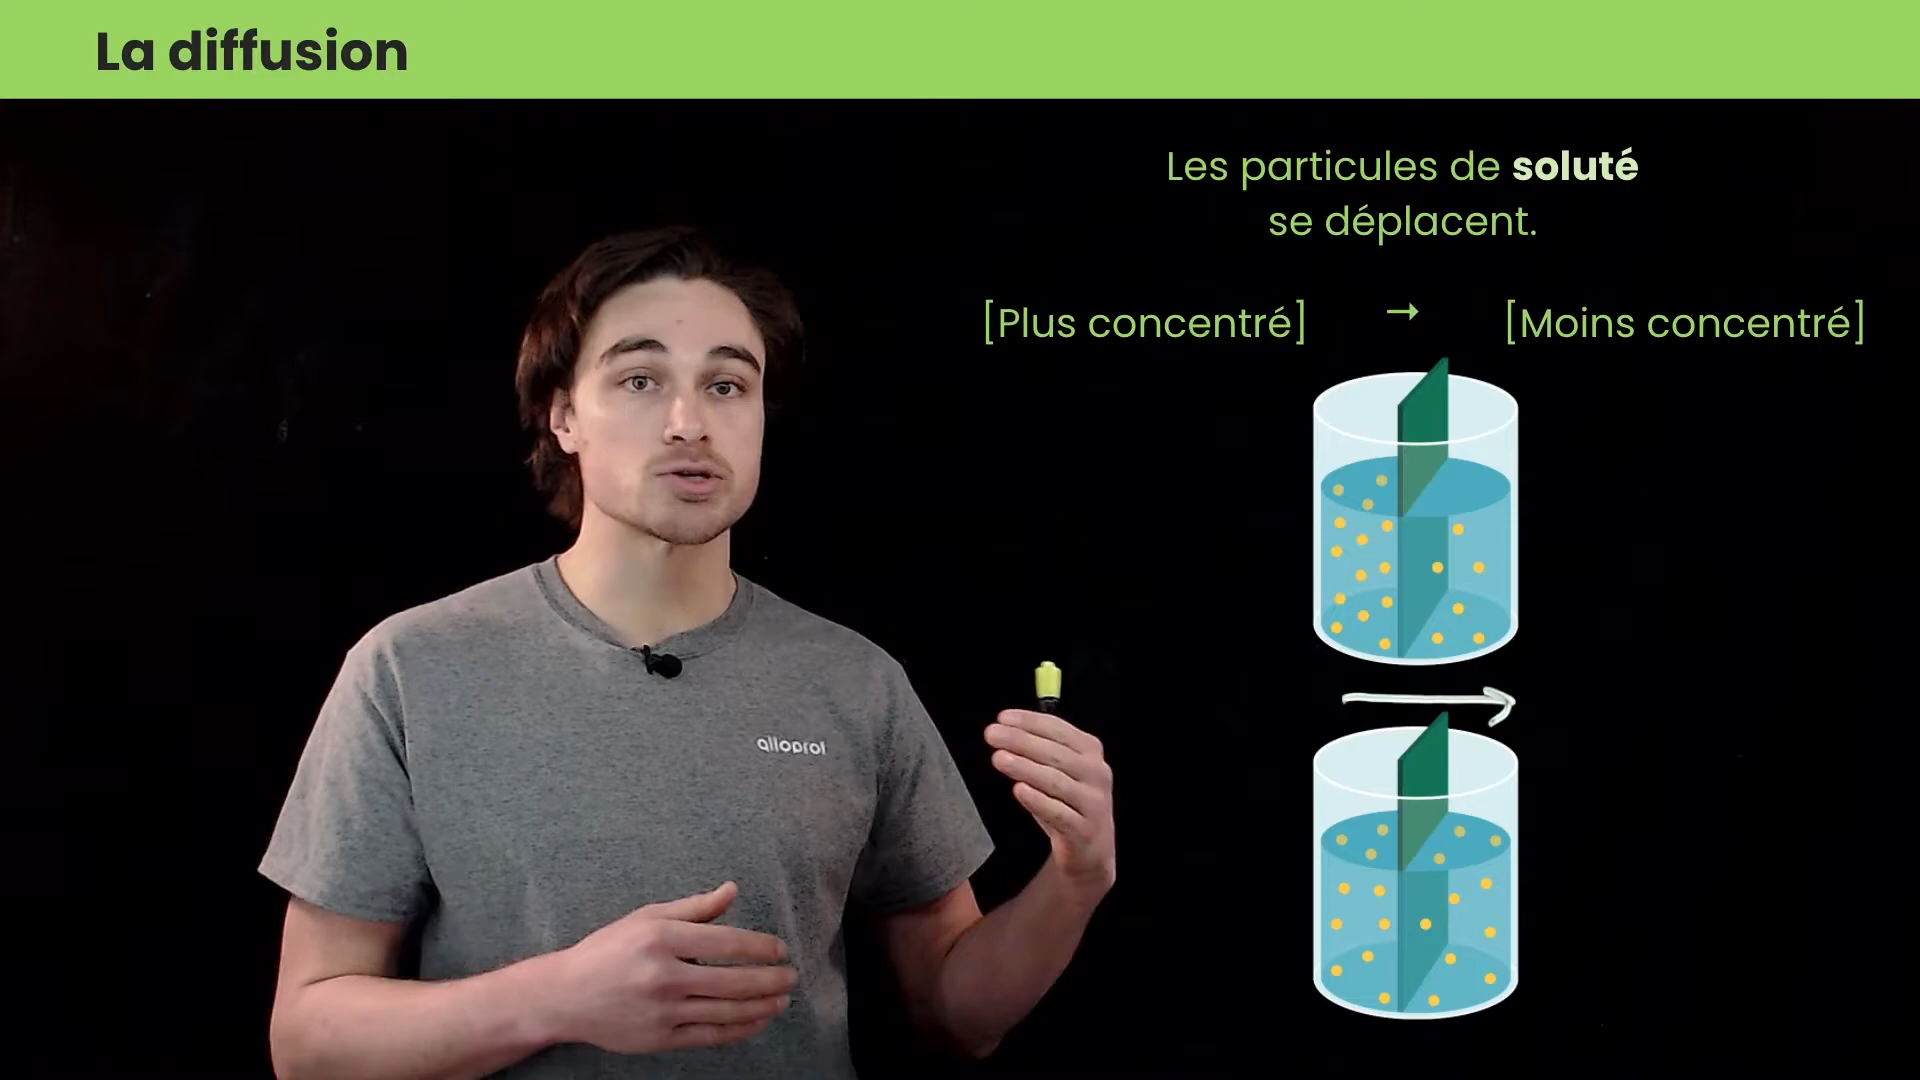 La diffusion
Les particules de soluté
se déplacent.
[Plus concentré] → [Moins concentré]
alloprof